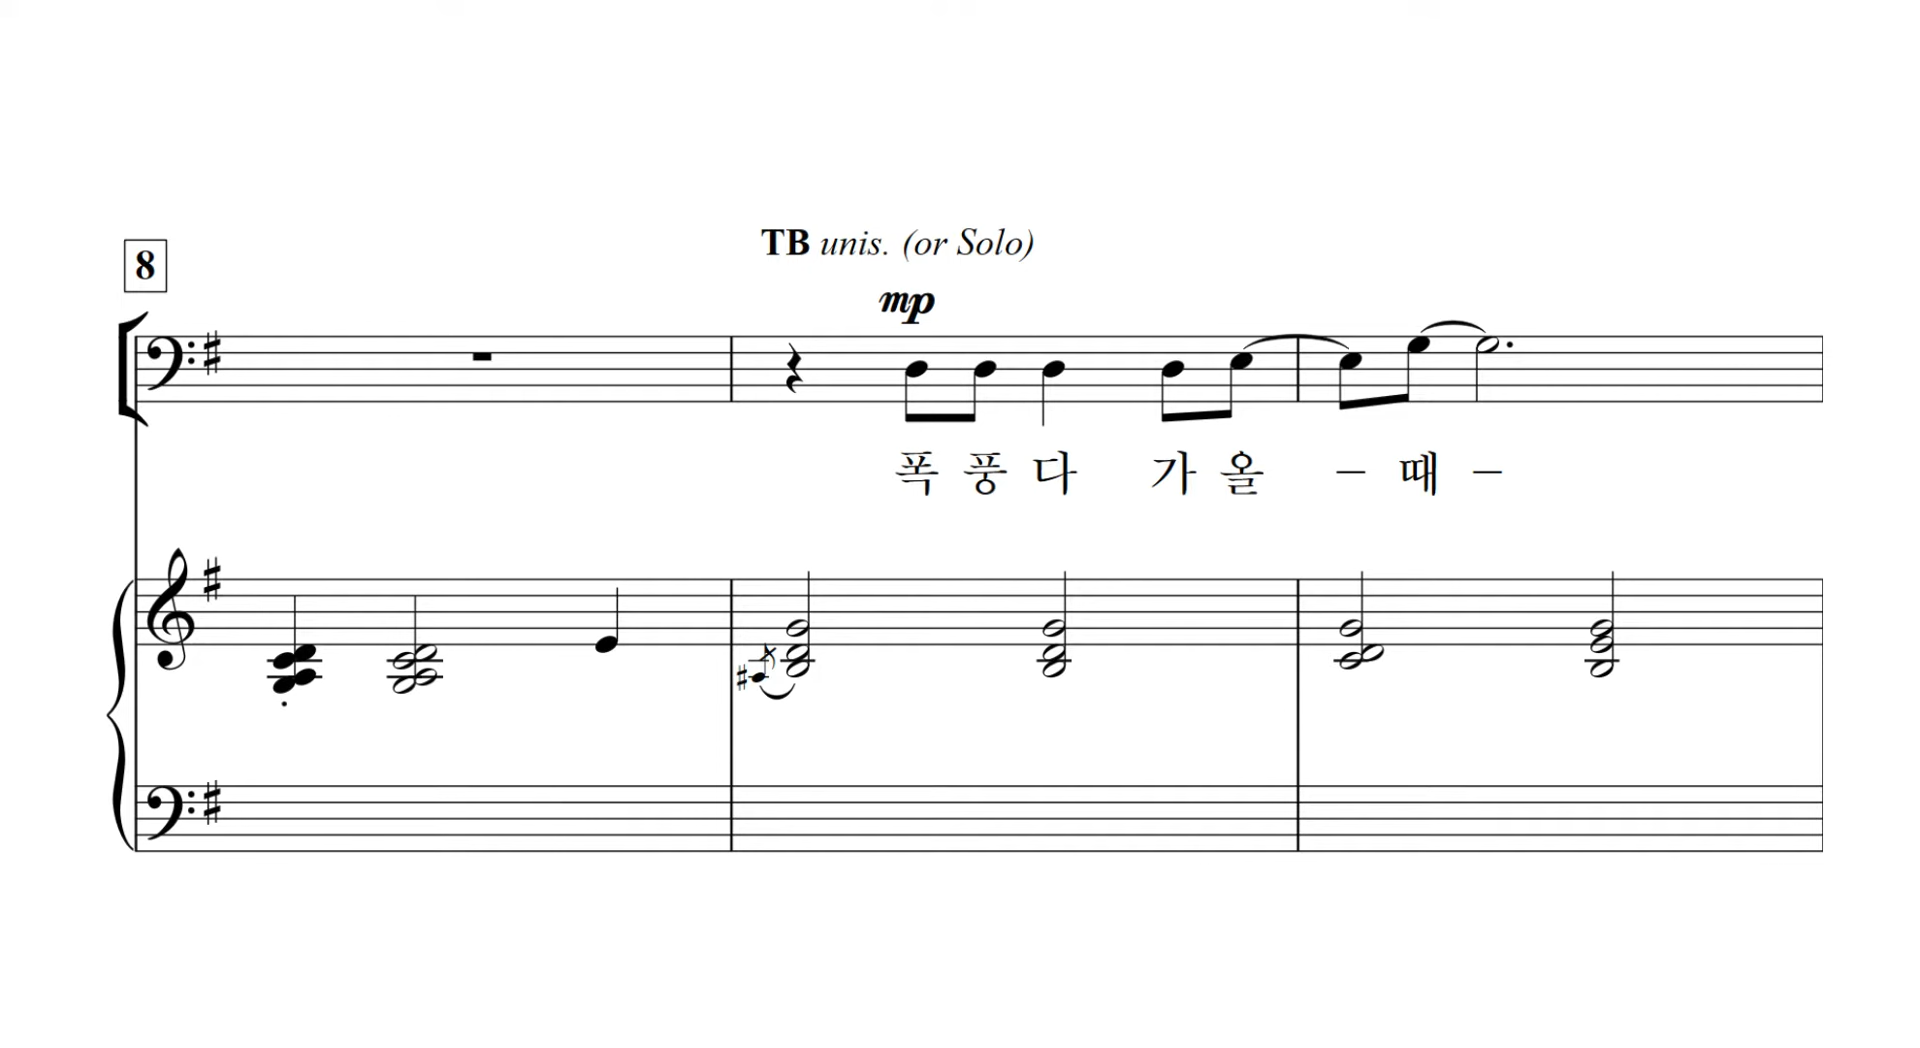 8
TB unis. (or Solo)
mp
폭 풍 다 가 올 – 때 –